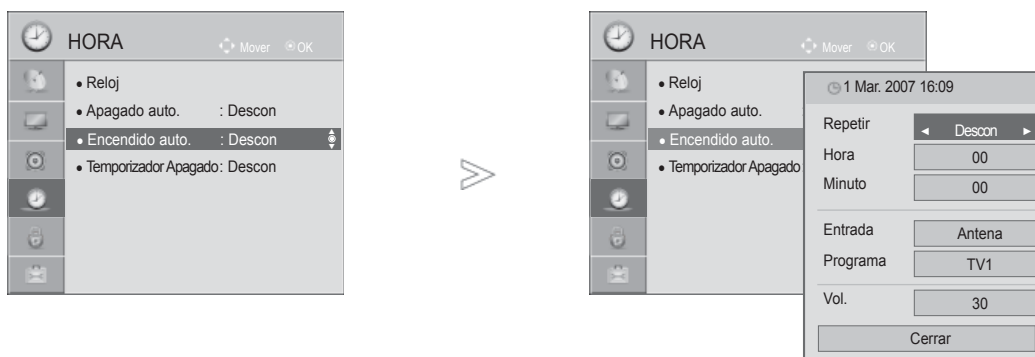 HORA Mover OK
• Reloj
• Apagado auto. : Descon
• Encendido auto. : Descon
• Temporizador Apagado : Descon
HORA Mover OK
• Reloj
• Apagado auto.
• Encendido auto.
• Temporizador Apagado
1 Mar. 2007 16:09
Repetir ◄ Descon ►
Hora 00
Minuto 00
Entrada Antena
Programa TV1
Vol. 30
Cerrar